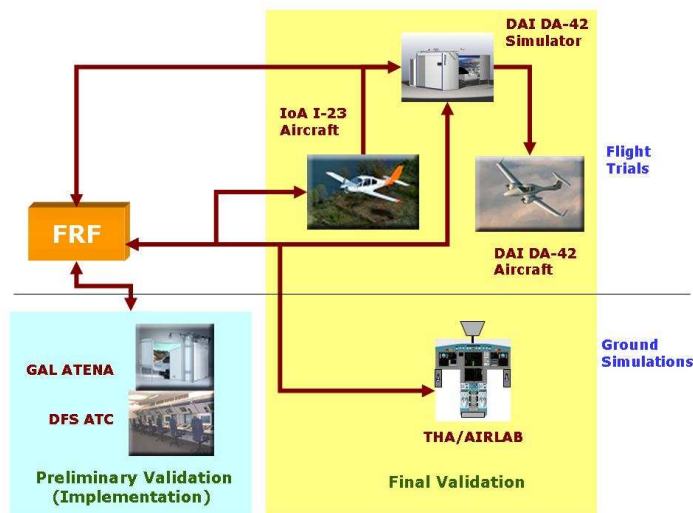 DAI DA-42
Simulator
IoA I-23
Aircraft
Flight
Trials
FRF
DAI DA-42
Aircraft
Ground
Simulations
GAL ATENA
DFS ATC
THA/AIRLAB
Preliminary Validation
(Implementation)
Final Validation